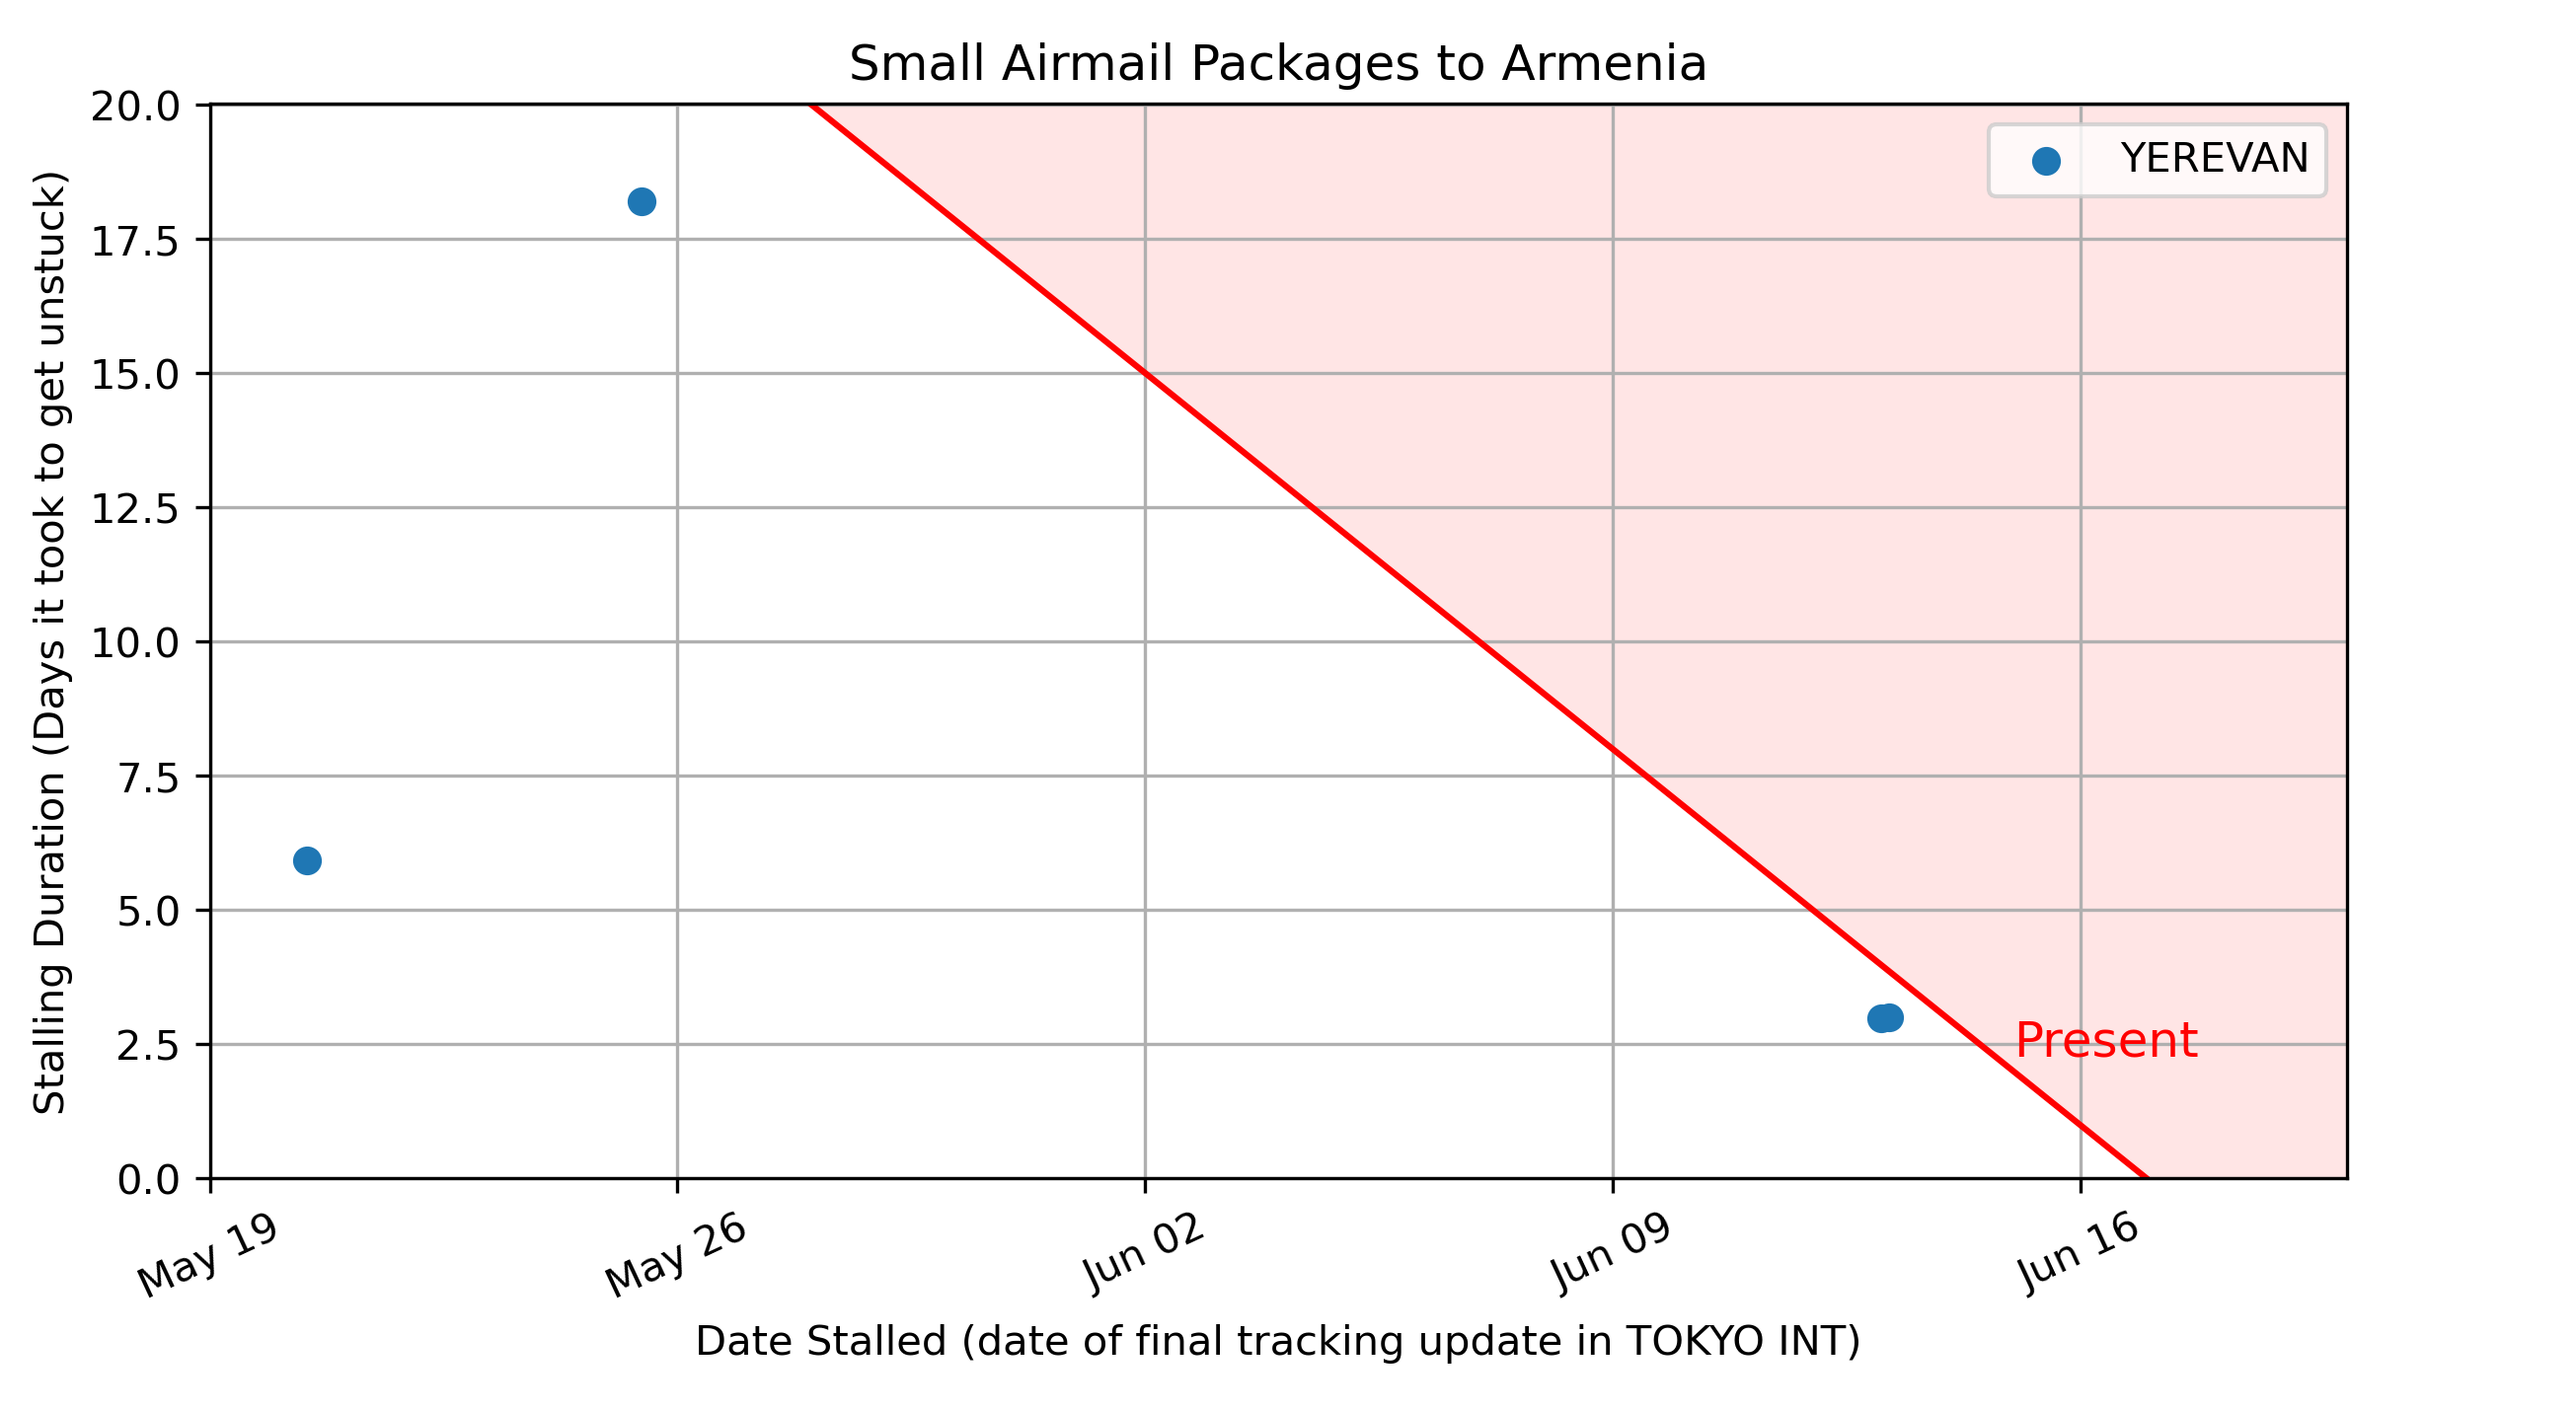 Small Airmail Packages to Armenia
YEREVAN
Stalling Duration (Days it took to get unstuck)
20.0
17.5
15.0
12.5
10.0
7.5
5.0
2.5
0.0
Present
May 19
May 26
Jun 02
Jun 09
Jun 16
Date Stalled (date of final tracking update in TOKYO INT)